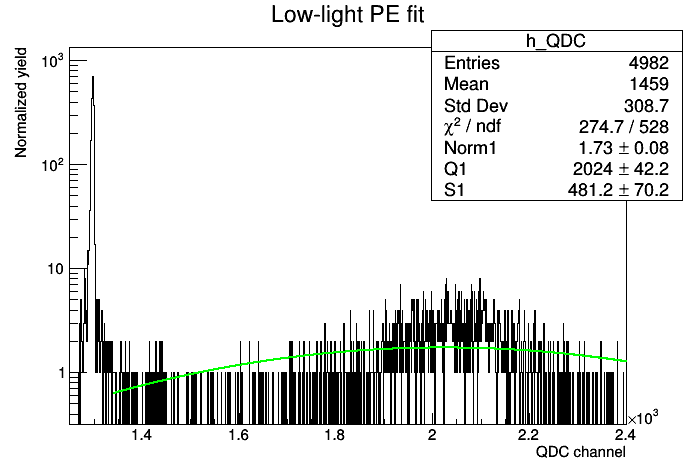 Low-light PE fit
h_QDC
Entries 4982
Mean 1459
Std Dev 308.7
χ² / ndf 274.7 / 528
Norm1 1.73 ± 0.08
Q1 2024 ± 42.2
S1 481.2 ± 70.2
Normalized yield
10³
10²
10
1
1.4 1.6 1.8 2 2.2 2.4
×10³
QDC channel